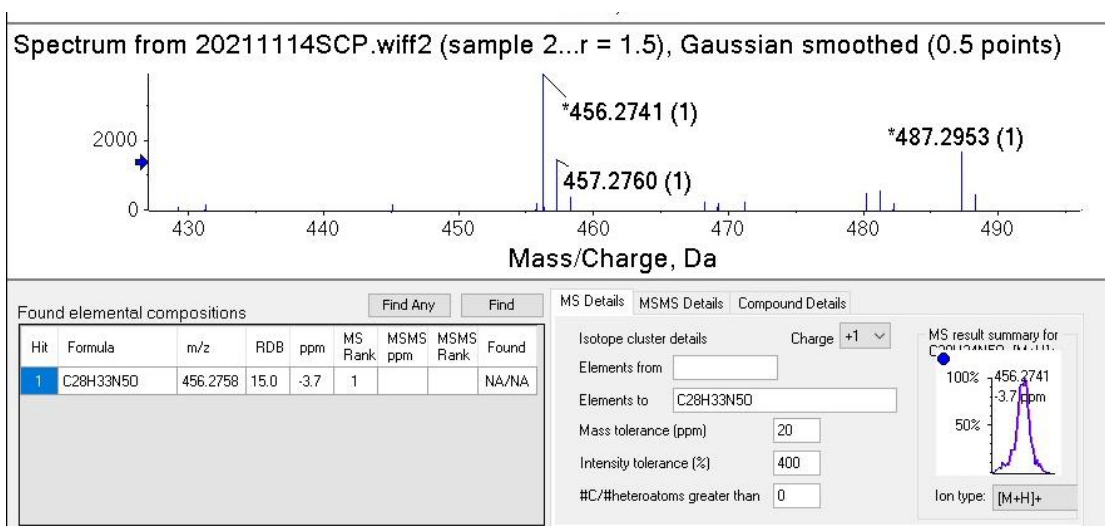 Spectrum from 20211114SCP.wiff2 (sample 2...r = 1.5), Gaussian smoothed (0.5 points)
*456.2741 (1)
2000
*487.2953 (1)
457.2760 (1)
0
430 440 450 460 470 480 490
Mass/Charge, Da
Found elemental compositions
Find Any
Find
Hit Formula m/z RDB ppm MS Rank MSMS ppm MSMS Rank Found
1 C28H33N5O 456.2758 15.0 -3.7 1 NA/NA
MS Details MSMS Details Compound Details
Isotope cluster details Charge +1
Elements from
Elements to C28H33N5O
Mass tolerance (ppm) 20
Intensity tolerance (%) 400
#C/#heteroatoms greater than 0
MS result summary for
100% 456.2741
-3.7 ppm
50%
Ion type: [M+H]+